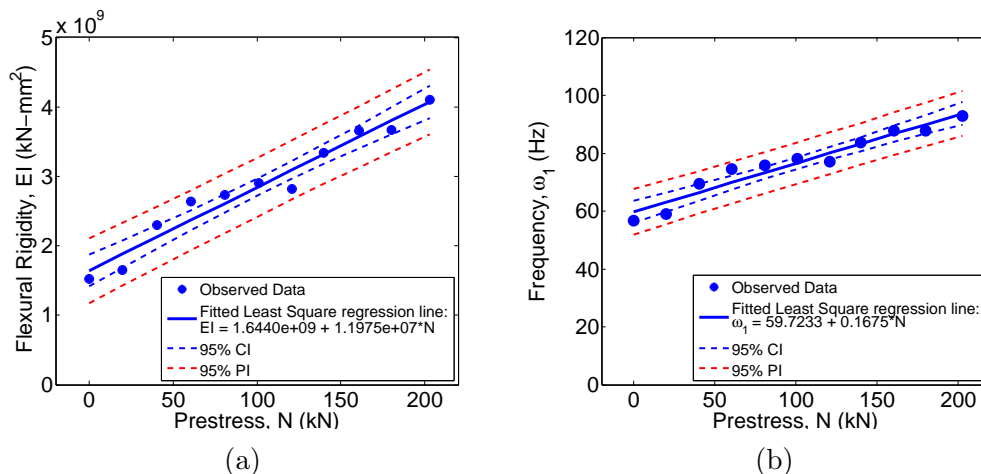 x 10^9
5
4
3
2
1
0
0 50 100 150 200
Flexural Rigidity, EI (kN−mm^2)
Prestress, N (kN)
Observed Data
Fitted Least Square regression line:
EI = 1.6440e+09 + 1.1975e+07*N
95% CI
95% PI
(a)
120
100
80
60
40
20
0
0 50 100 150 200
Frequency, ω_1 (Hz)
Prestress, N (kN)
Observed Data
Fitted Least Square regression line:
ω_1 = 59.7233 + 0.1675*N
95% CI
95% PI
(b)